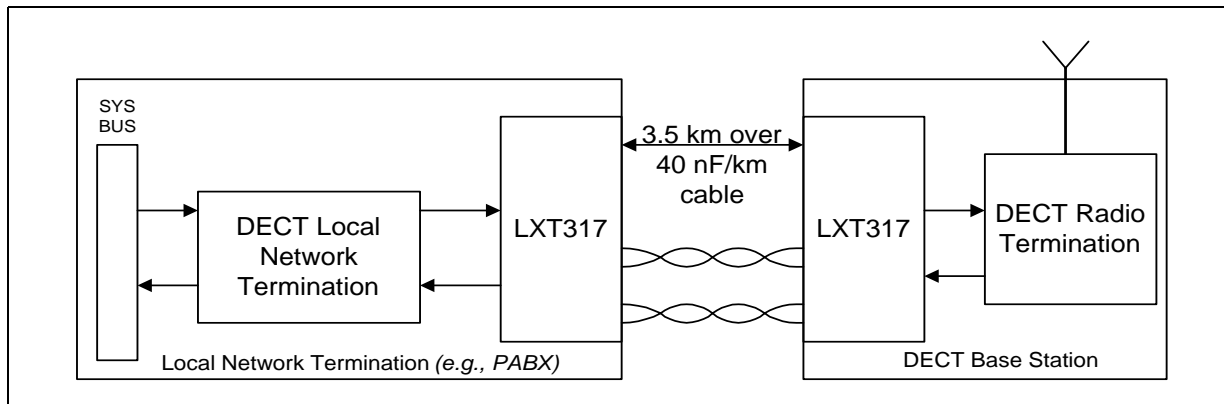 SYS
BUS
DECT Local
Network
Termination
LXT317
Local Network Termination (e.g., PABX)
3.5 km over
40 nF/km
cable
LXT317
DECT Radio
Termination
DECT Base Station